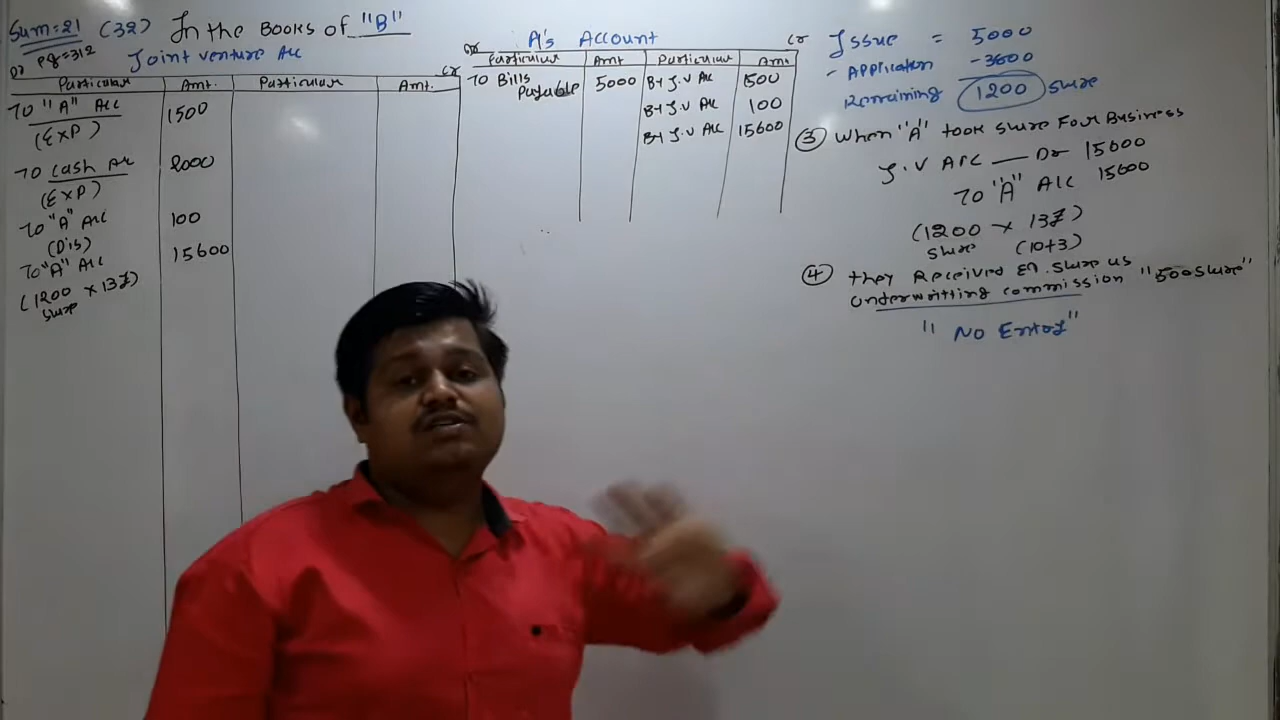 Sum=21 (32) In the Books of "B"
Pg=312
Joint venture A/c
Dr Cr
Particular Amt. Particular Amt.
To "A" A/c 1500
(Exp)
To cash A/c 2000
(Exp)
To "A" A/c 100
(Dis)
To "A" A/c 15600
(1200 x 13/-)
share
A's Account
Dr Cr
Particular Amt Particular Amt.
To Bills Payable 5000 By J.V A/c 1500
By J.V A/c 100
By J.V A/c 15600
Issue = 5000
- Application -3800
Remaining 1200 share
3 When "A" took share For Business
J.V A/c — Dr 15600
To "A" A/c 15600
(1200 x 13/-)
share (10+3)
4 they Received Eq. share as
Underwritting commission "500 share"
" No Entry"